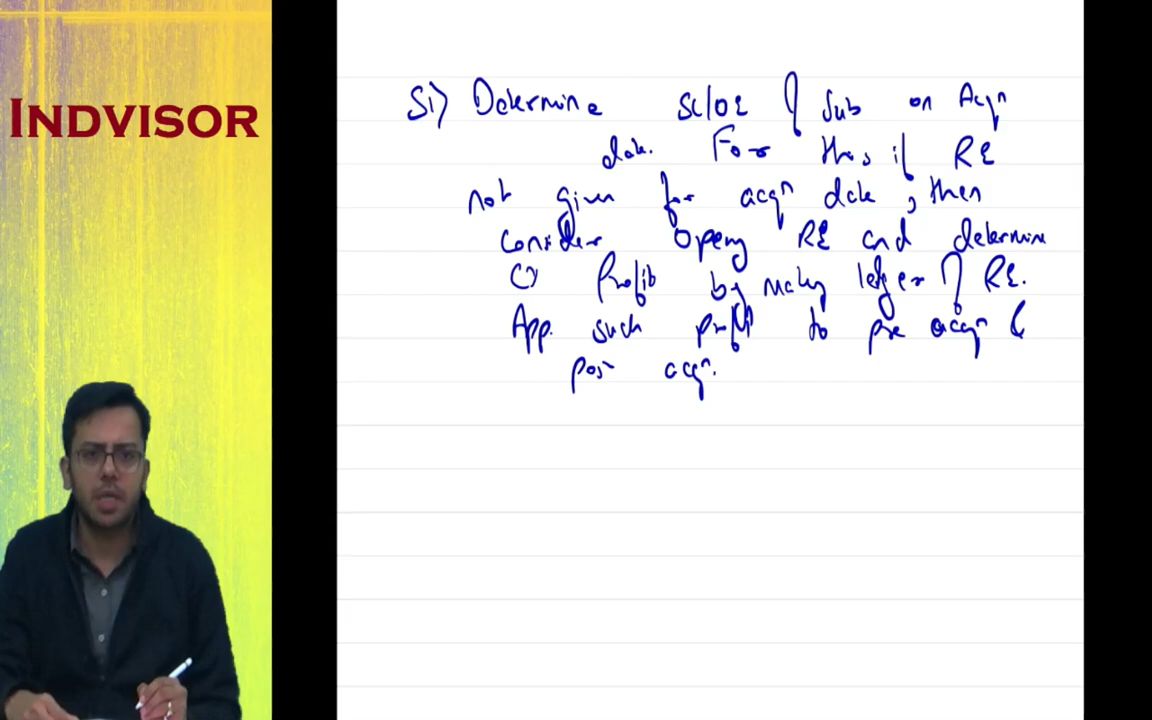 INDVISOR
S1) Determine SC/OE of Sub on Acqn
date. For this if RE
not given for acqn date, then
consider Openg RE and determine
CY Profit by making ledger of RE.
App. such profit to pre acqn &
post acqn.